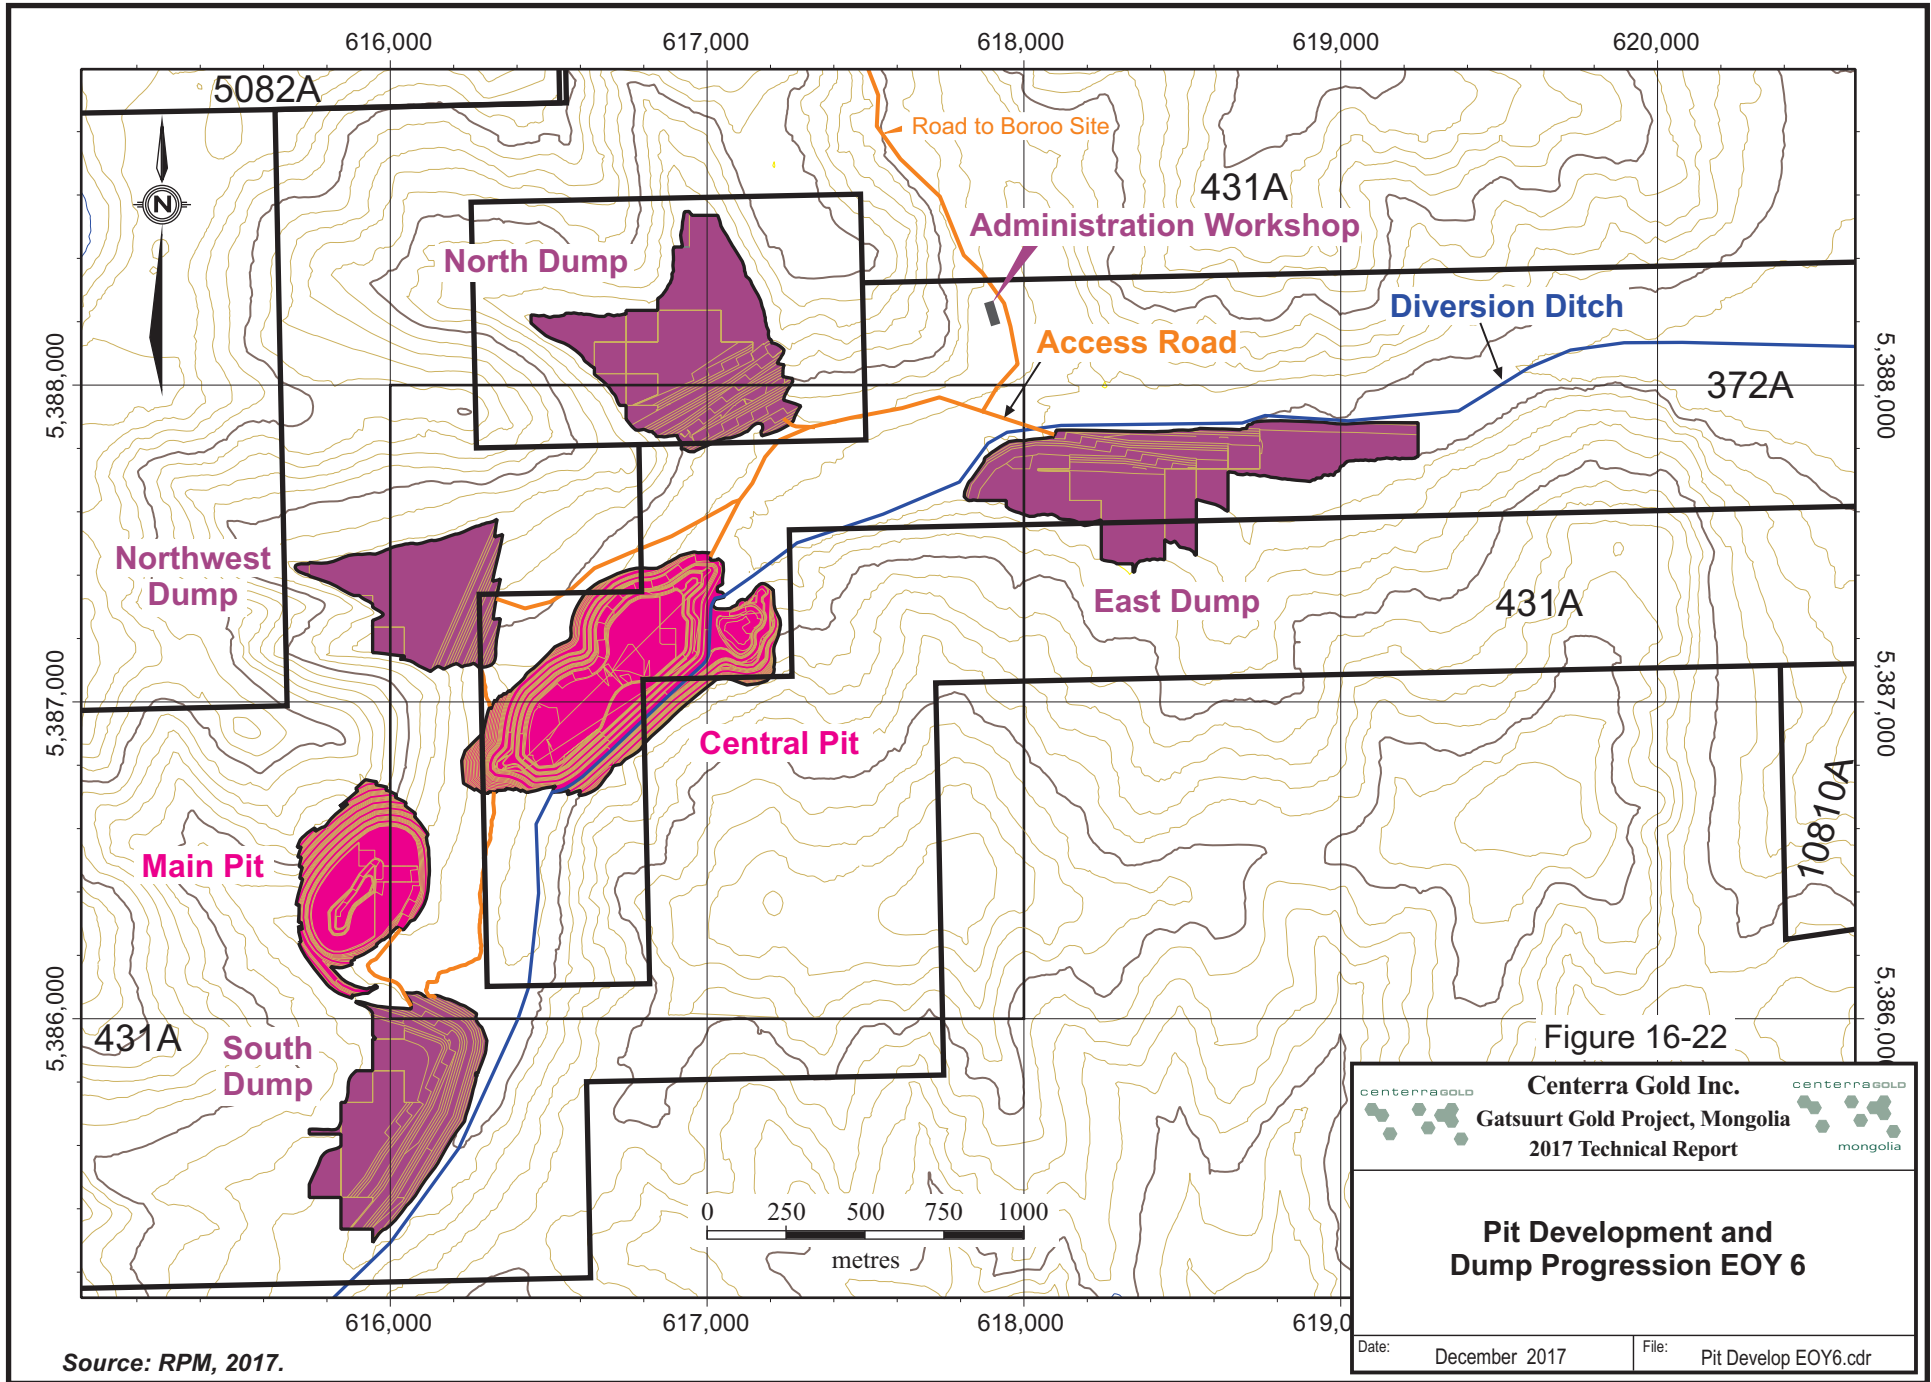 616,000
617,000
618,000
619,000
620,000
5082A
Road to Boroo Site
431A
Administration Workshop
N
North Dump
Diversion Ditch
Access Road
5,388,000
5,388,000
372A
Northwest
Dump
East Dump
431A
5,387,000
5,387,000
Central Pit
Main Pit
10810A
5,386,000
5,386,000
431A
South
Dump
Figure 16-22
centerraGOLD
centerraGOLD
mongolia
Centerra Gold Inc.
Gatsuurt Gold Project, Mongolia
2017 Technical Report
0
250
500
750
1000
metres
Pit Development and
Dump Progression EOY 6
616,000
617,000
618,000
619,0
Date:
December 2017
File:
Pit Develop EOY6.cdr
Source: RPM, 2017.